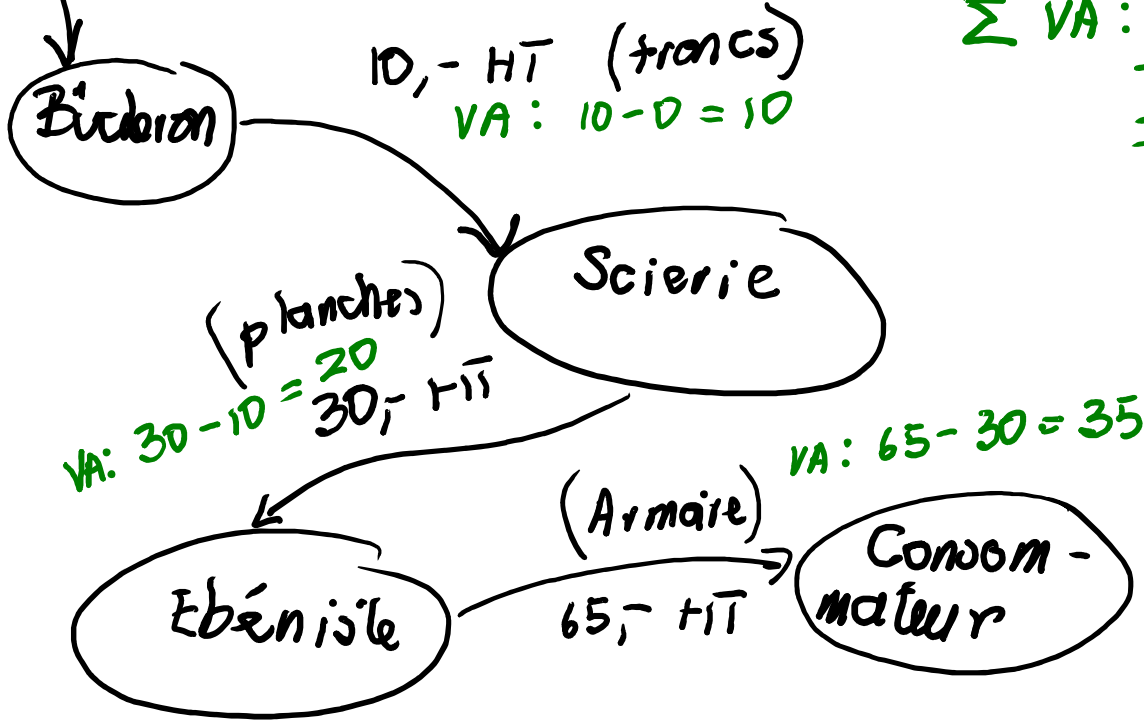 Σ VA :
10,- HT (troncs)
VA : 10-0 = 10
Bûcheron
Scierie
(planches)
VA: 30-10 = 20
30,- HT
VA : 65-30 = 35
(Armoire)
65,- HT
Consom-
mateur
Ebéniste